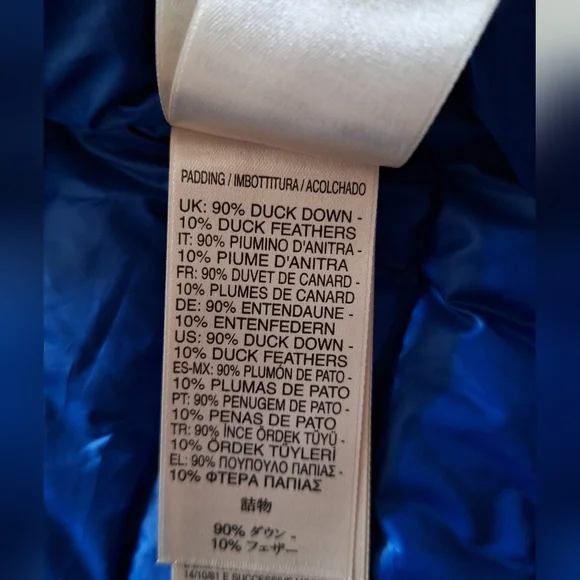 PADDING / IMBOTTITURA / ACOLCHADO
UK: 90% DUCK DOWN -
10% DUCK FEATHERS
IT: 90% PIUMINO D'ANITRA -
10% PIUME D'ANITRA
FR: 90% DUVET DE CANARD -
10% PLUMES DE CANARD
DE: 90% ENTENDAUNE -
10% ENTENFEDERN
US: 90% DUCK DOWN -
10% DUCK FEATHERS
ES-MX: 90% PLUMÓN DE PATO -
10% PLUMAS DE PATO
PT: 90% PENUGEM DE PATO -
10% PENAS DE PATO
TR: 90% İNCE ÖRDEK TÜYÜ -
10% ÖRDEK TÜYLERİ
EL: 90% ΠΟΥΠΟΥΛΟ ΠΑΠΙΑΣ -
10% ΦΤΕΡΑ ΠΑΠΙΑΣ
詰物
90% ダウン -
10% フェザー
14/10/81 E SUCCESSIVE